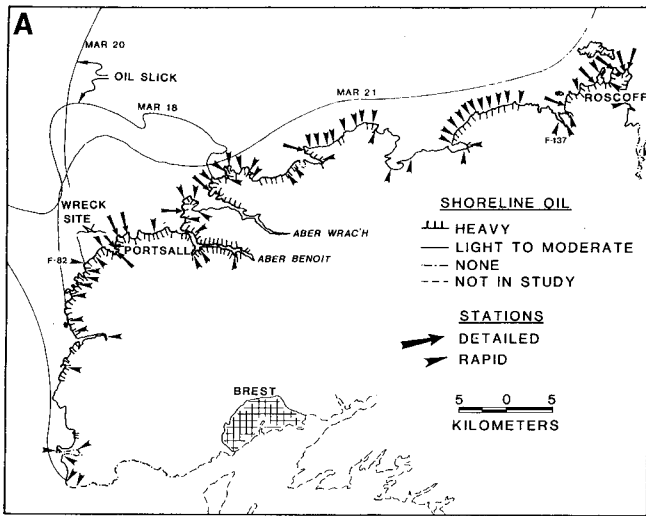 A
MAR 20
OIL SLICK
MAR 18
MAR 21
ROSCOFF
F-137
WRECK
SITE
PORTSALL
F-82
ABER WRAC'H
ABER BENOIT
SHORELINE OIL
HEAVY
LIGHT TO MODERATE
NONE
NOT IN STUDY
STATIONS
DETAILED
RAPID
BREST
5 0 5
KILOMETERS